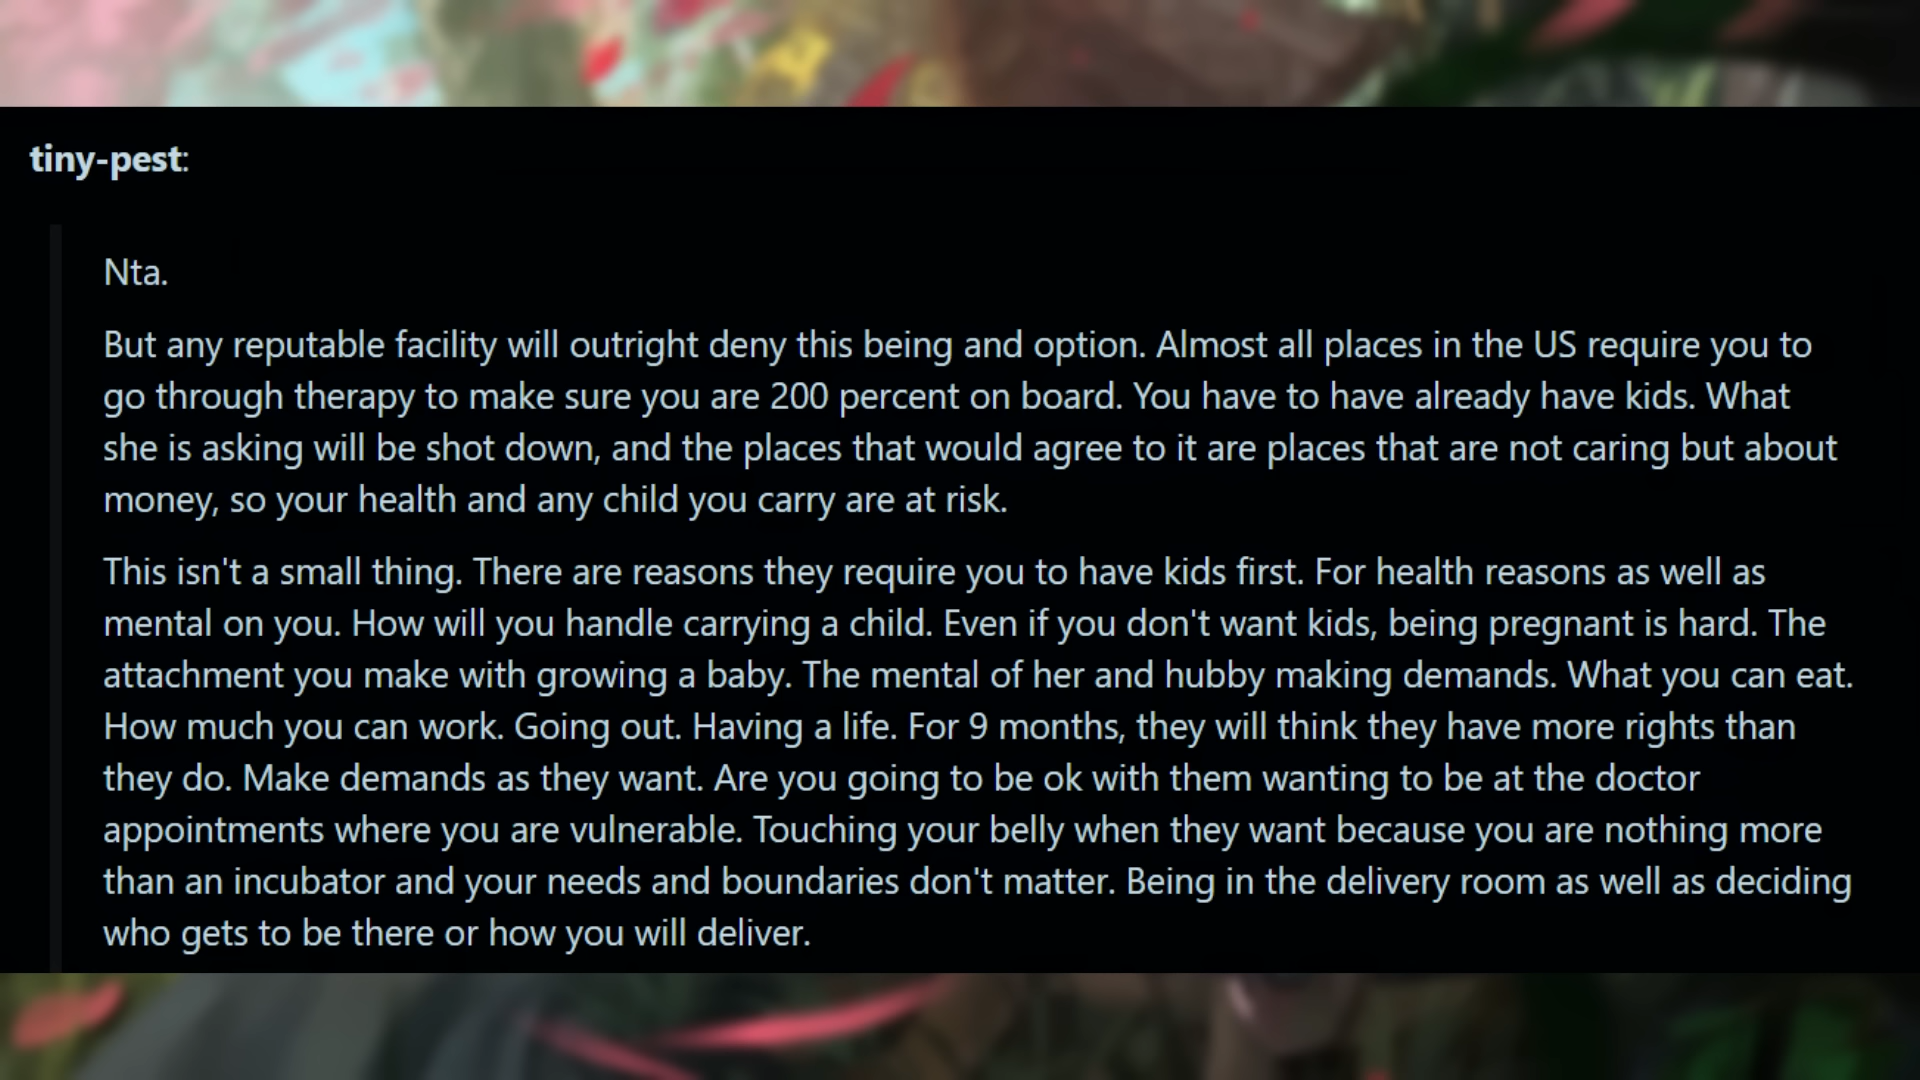 tiny-pest:
Nta.
But any reputable facility will outright deny this being and option. Almost all places in the US require you to
go through therapy to make sure you are 200 percent on board. You have to have already have kids. What
she is asking will be shot down, and the places that would agree to it are places that are not caring but about
money, so your health and any child you carry are at risk.
This isn't a small thing. There are reasons they require you to have kids first. For health reasons as well as
mental on you. How will you handle carrying a child. Even if you don't want kids, being pregnant is hard. The
attachment you make with growing a baby. The mental of her and hubby making demands. What you can eat.
How much you can work. Going out. Having a life. For 9 months, they will think they have more rights than
they do. Make demands as they want. Are you going to be ok with them wanting to be at the doctor
appointments where you are vulnerable. Touching your belly when they want because you are nothing more
than an incubator and your needs and boundaries don't matter. Being in the delivery room as well as deciding
who gets to be there or how you will deliver.